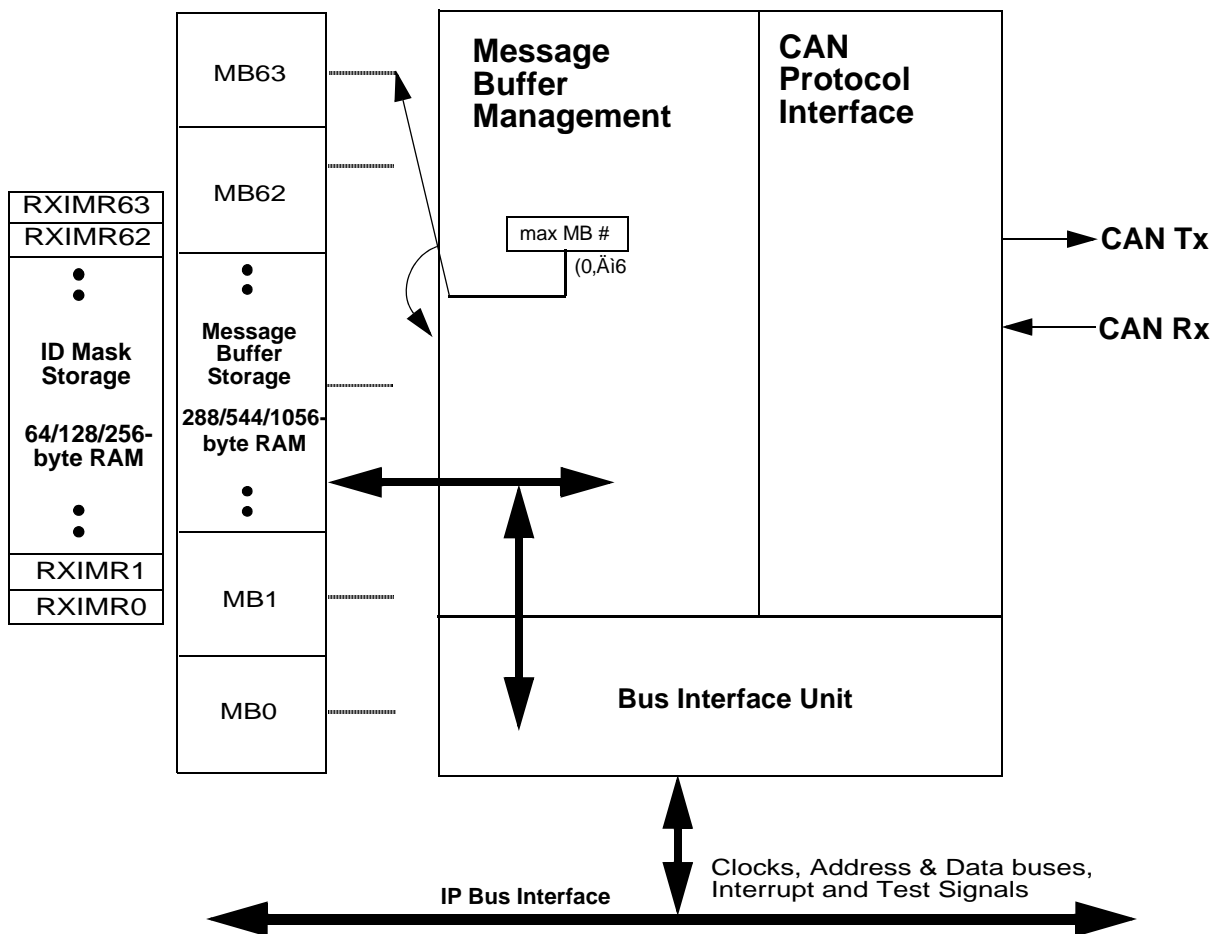 MB63
MB62
Message
Buffer
Storage
288/544/1056-
byte RAM
MB1
MB0
RXIMR63
RXIMR62
ID Mask
Storage
64/128/256-
byte RAM
RXIMR1
RXIMR0
Message
Buffer
Management
max MB #
(0‚Äì6
CAN
Protocol
Interface
CAN Tx
CAN Rx
Bus Interface Unit
Clocks, Address & Data buses,
Interrupt and Test Signals
IP Bus Interface